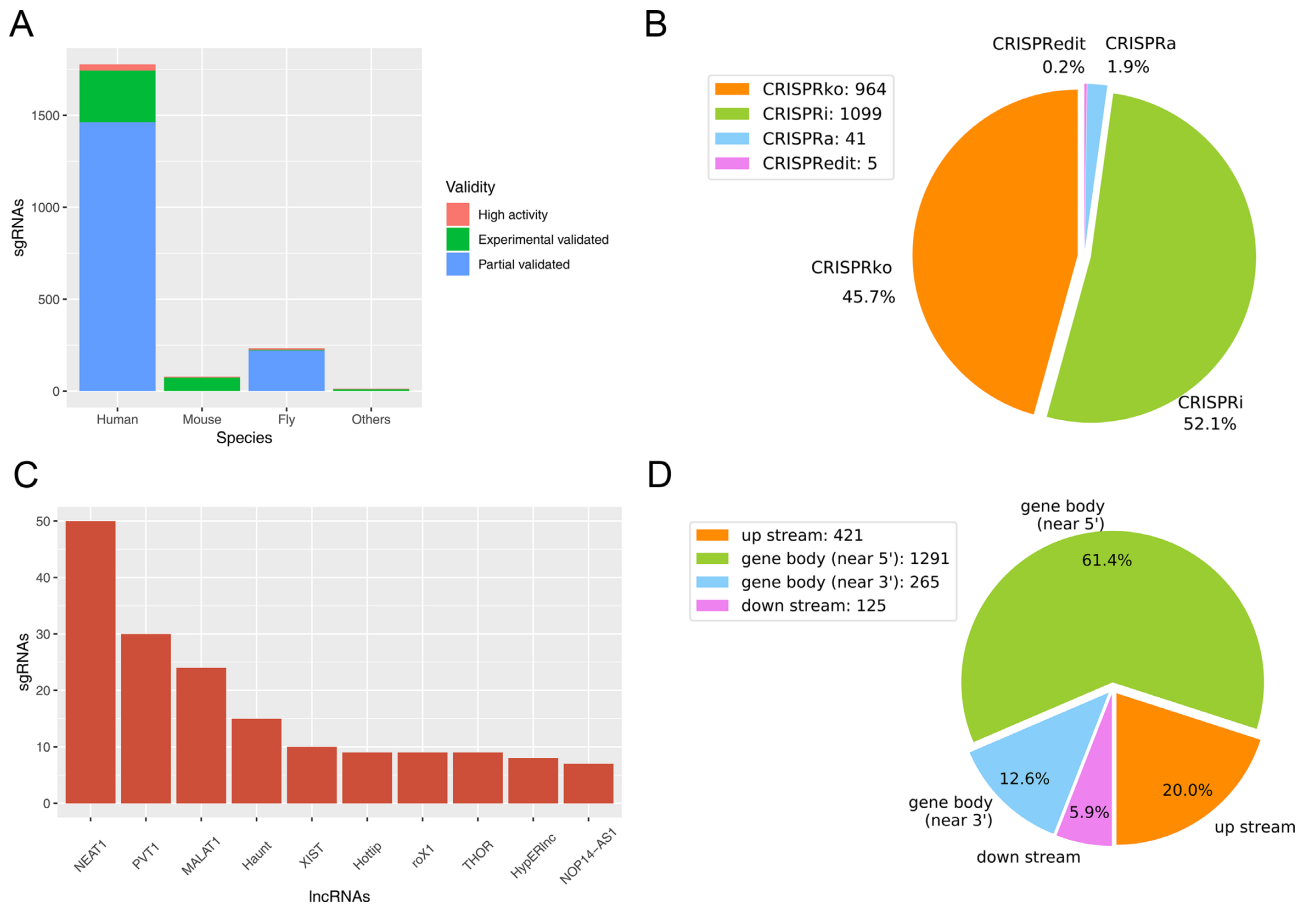 A
sgRNAs
1500
1000
500
0
Human
Mouse
Fly
Others
Species
Validity
High activity
Experimental validated
Partial validated
B
CRISPRko: 964
CRISPRi: 1099
CRISPRa: 41
CRISPRedit: 5
CRISPRedit
0.2%
CRISPRa
1.9%
CRISPRko
45.7%
CRISPRi
52.1%
C
sgRNAs
50
40
30
20
10
0
NEAT1
PVT1
MALAT1
Haunt
XIST
Hottip
roX1
THOR
HypERlnc
NOP14−AS1
lncRNAs
D
up stream: 421
gene body (near 5'): 1291
gene body (near 3'): 265
down stream: 125
gene body
(near 5')
61.4%
12.6%
gene body
(near 3')
5.9%
down stream
20.0%
up stream